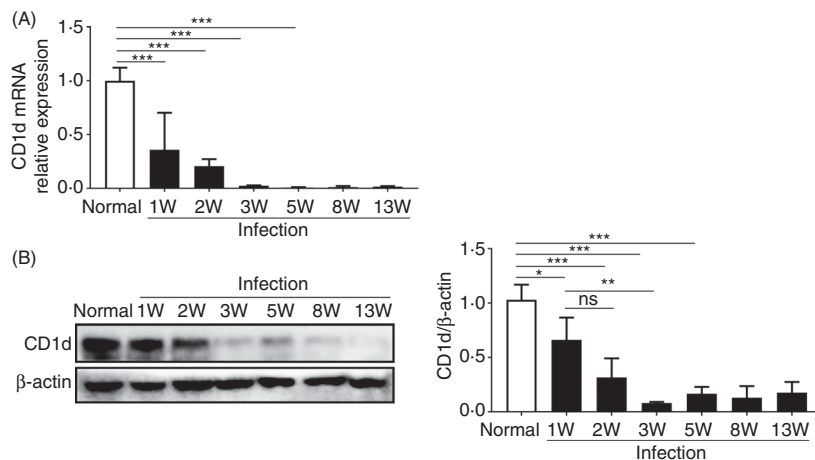 (A)
***
***
***
***
CD1d mRNA
relative expression
1·5
1·0
0·5
0·0
Normal 1W 2W 3W 5W 8W 13W
Infection
(B)
Infection
Normal 1W 2W 3W 5W 8W 13W
CD1d
β-actin
***
***
***
* **
ns
CD1d/β-actin
1·5
1·0
0·5
0·0
Normal 1W 2W 3W 5W 8W 13W
Infection